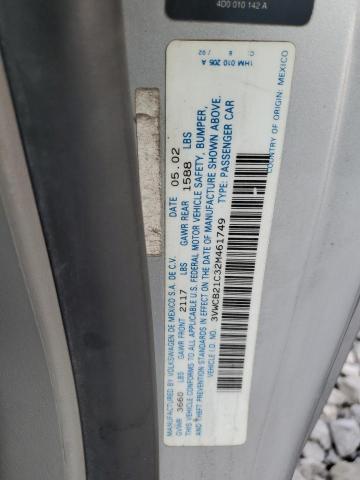 4D0 010 142 A
1HM 010 205 A 6 / 92
MANUFACTURED BY VOLKSWAGEN DE MEXICO S.A. DE C.V. DATE 05.02
GVWR 3660 LBS GAWR FRONT 2117 LBS GAWR REAR 1588 LBS
THIS VEHICLE CONFORMS TO ALL APPLICABLE U.S. FEDERAL MOTOR VEHICLE SAFETY, BUMPER,
AND THEFT PREVENTION STANDARDS IN EFFECT ON THE DATE OF MANUFACTURE SHOWN ABOVE.
VEHICLE I.D. NO. 3VWCB21C32M461749 TYPE: PASSENGER CAR
COUNTRY OF ORIGIN: MEXICO